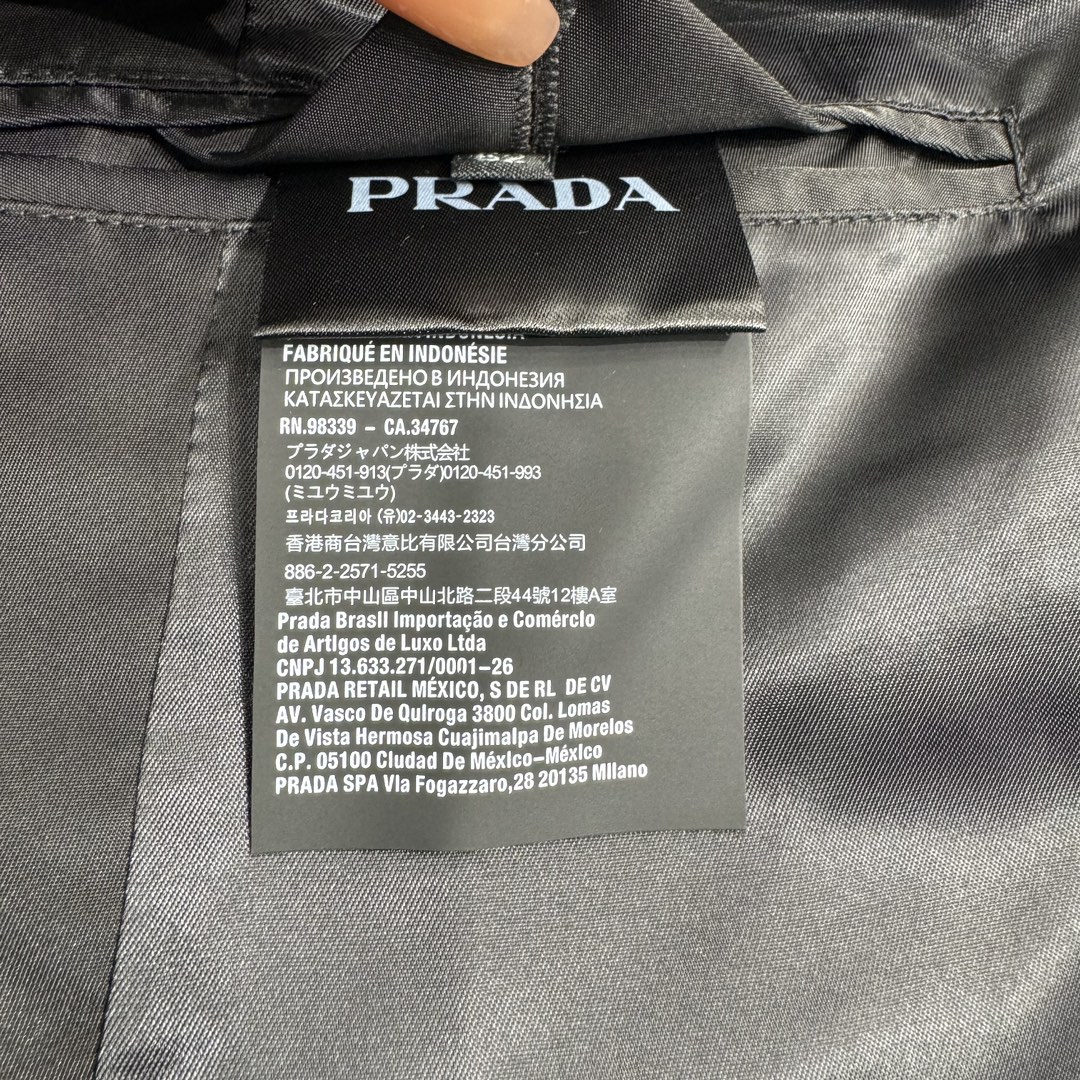 PRADA
FABRIQUÉ EN INDONÉSIE
ПРОИЗВЕДЕНО В ИНДОНЕЗИЯ
ΚΑΤΑΣΚΕΥΑΖΕΤΑΙ ΣΤΗΝ ΙΝΔΟΝΗΣΙΑ
RN.98339 - CA.34767
プラダジャパン株式会社
0120-451-913(プラダ)0120-451-993
(ミユウミユウ)
프라다코리아 (유)02-3443-2323
香港商台灣意比有限公司台灣分公司
886-2-2571-5255
臺北市中山區中山北路二段44號12樓A室
Prada Brasil Importação e Comércio
de Artigos de Luxo Ltda
CNPJ 13.633.271/0001-26
PRADA RETAIL MÉXICO, S DE RL DE CV
AV. Vasco De Quiroga 3800 Col. Lomas
De Vista Hermosa Cuajimalpa De Morelos
C.P. 05100 Ciudad De México-México
PRADA SPA Via Fogazzaro,28 20135 Milano